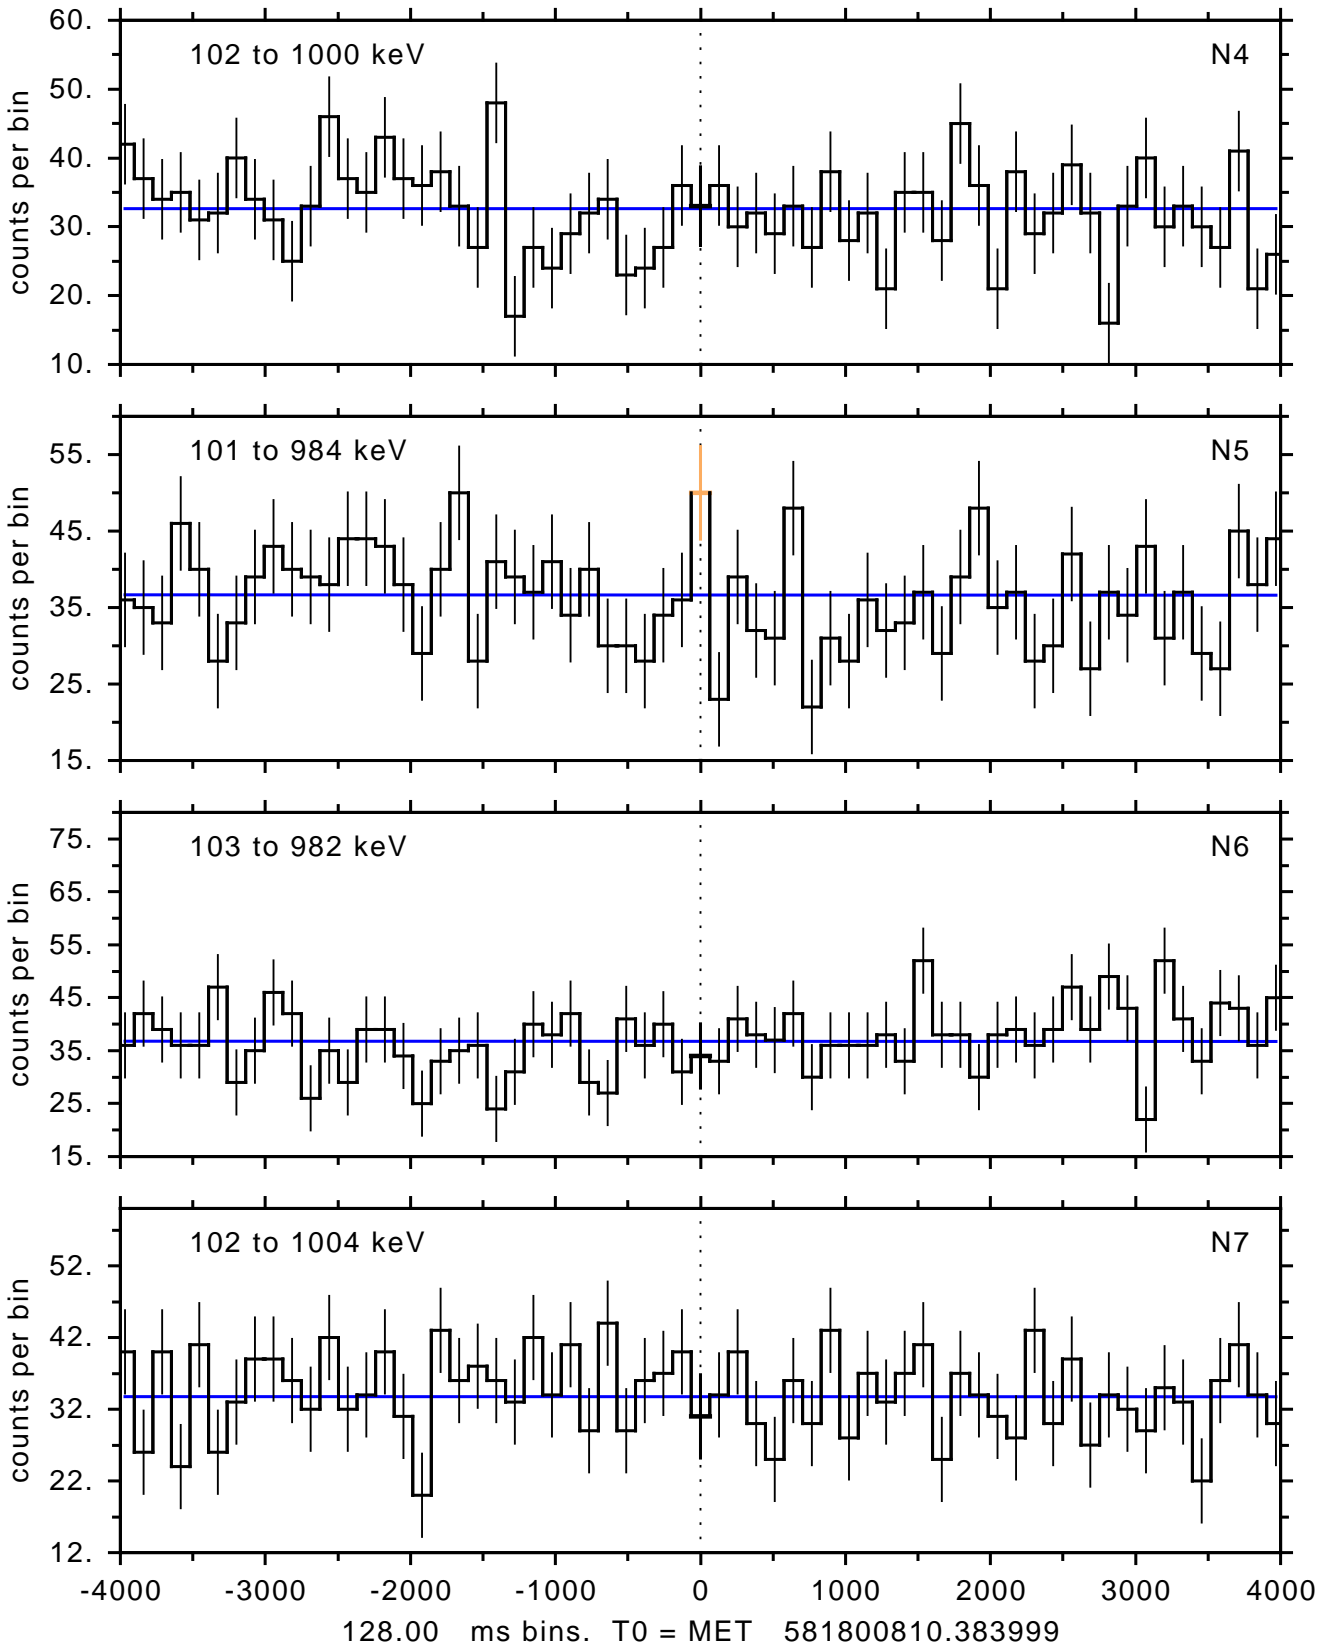 60.
102 to 1000 keV N4
50.
40.
30.
20.
10.
counts per bin
101 to 984 keV N5
55.
45.
35.
25.
15.
counts per bin
103 to 982 keV N6
75.
65.
55.
45.
35.
25.
15.
counts per bin
102 to 1004 keV N7
52.
42.
32.
22.
12.
counts per bin
-4000 -3000 -2000 -1000 0 1000 2000 3000 4000
128.00 ms bins. T0 = MET 581800810.383999